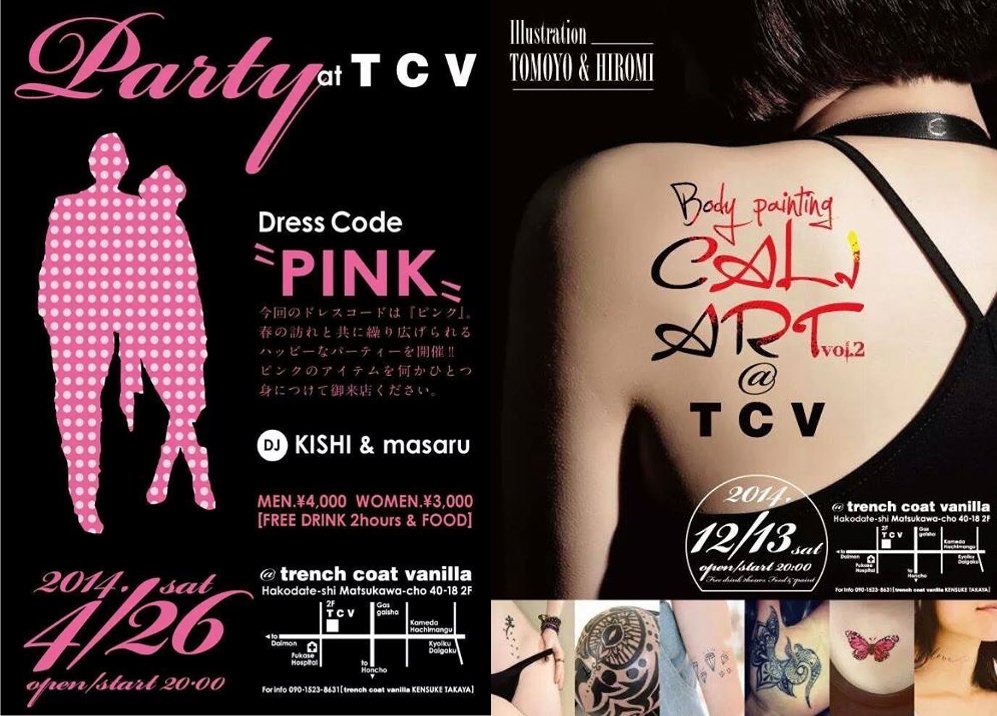 Party at TCV
Dress Code
"PINK"
今回のドレスコードは『ピンク』。
春の訪れと共に繰り広げられる
ハッピーなパーティーを開催!!
ピンクのアイテムを何かひとつ
身につけて御来店ください。
DJ KISHI & masaru
MEN.¥4,000 WOMEN.¥3,000
[FREE DRINK 2hours & FOOD]
2014. sat
4/26
open/start 20:00
@ trench coat vanilla
Hakodate-shi Matsukawa-cho 40-18 2F
2F
TCV
Gas
gaisha
Kameda
Hachimangu
to
Daimon
Fukase
Hospital
Kyoiku
Daigaku
to
Honcho
For info 090-1523-8631[trench coat vanilla KENSUKE TAKAYA]
Illustration
TOMOYO & HIROMI
C
Body painting
CALI
ART vol.2
@
TCV
2014.
12/13 sat
open/start 20:00
@ trench coat vanilla
Hakodate-shi Matsukawa-cho 40-18 2F
2F
TCV
Gas
gaisha
Kameda
Hachimangu
to
Daimon
Fukase
Hospital
Kyoiku
Daigaku
to
Honcho
For info 090-1523-8631[trench coat vanilla KENSUKE TAKAYA]